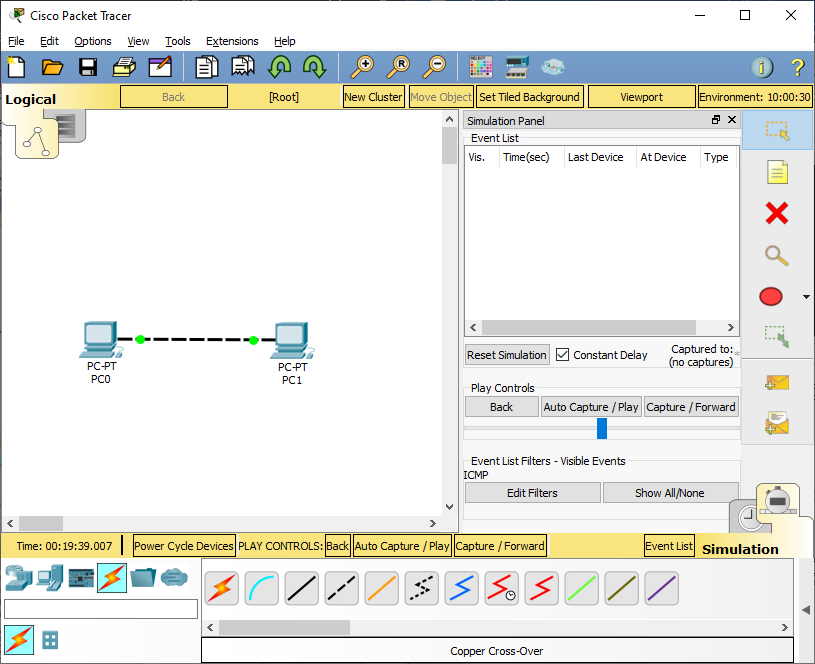 Cisco Packet Tracer
File Edit Options View Tools Extensions Help
Logical Back [Root] New Cluster Move Object Set Tiled Background Viewport Environment: 10:00:30
Simulation Panel
Event List
Vis. Time(sec) Last Device At Device Type
PC-PT
PC0
PC-PT
PC1
Reset Simulation Constant Delay Captured to:
(no captures)
Play Controls
Back Auto Capture / Play Capture / Forward
Event List Filters - Visible Events
ICMP
Edit Filters Show All/None
Time: 00:19:39.007 Power Cycle Devices PLAY CONTROLS: Back Auto Capture / Play Capture / Forward Event List Simulation
Copper Cross-Over